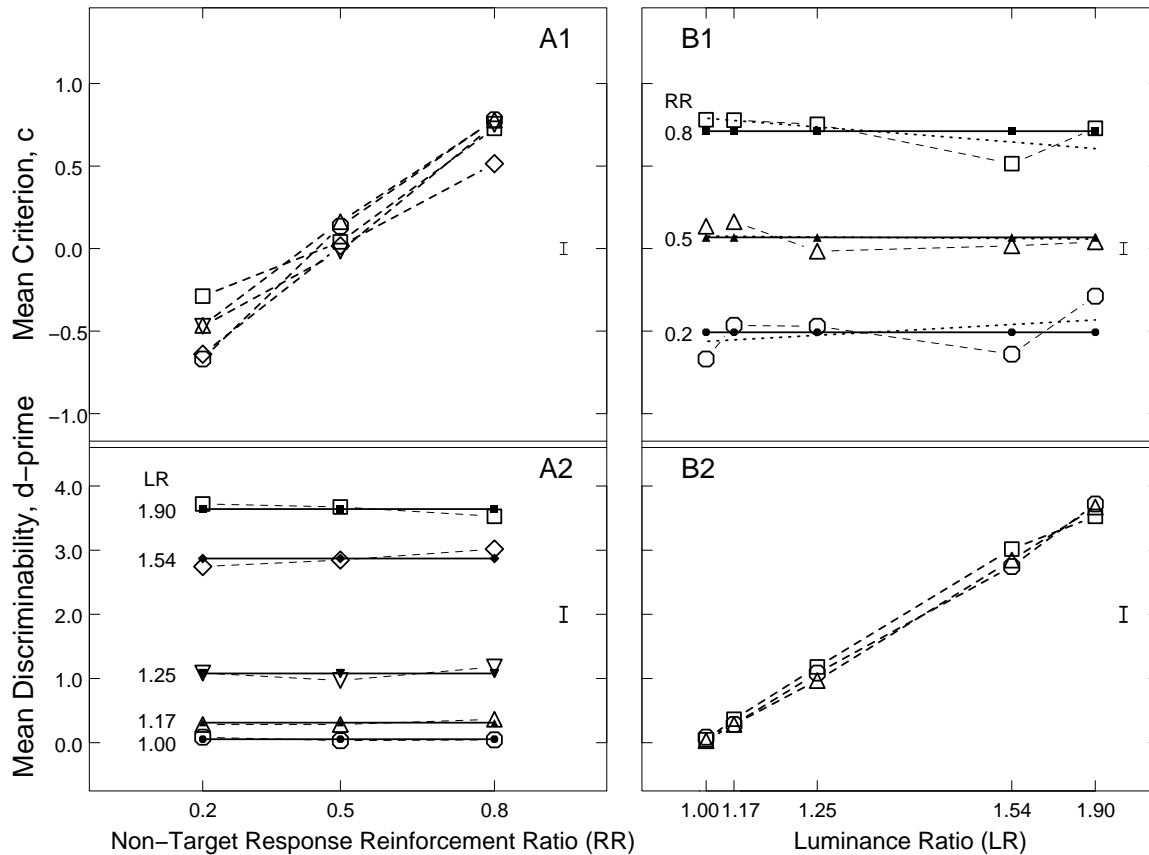 A1
B1
Mean Criterion, c
1.0
0.5
0.0
−0.5
−1.0
RR
0.8
0.5
0.2
A2
B2
Mean Discriminability, d−prime
4.0
3.0
2.0
1.0
0.0
LR
1.90
1.54
1.25
1.17
1.00
0.2 0.5 0.8
1.00 1.17 1.25 1.54 1.90
Non−Target Response Reinforcement Ratio (RR)
Luminance Ratio (LR)